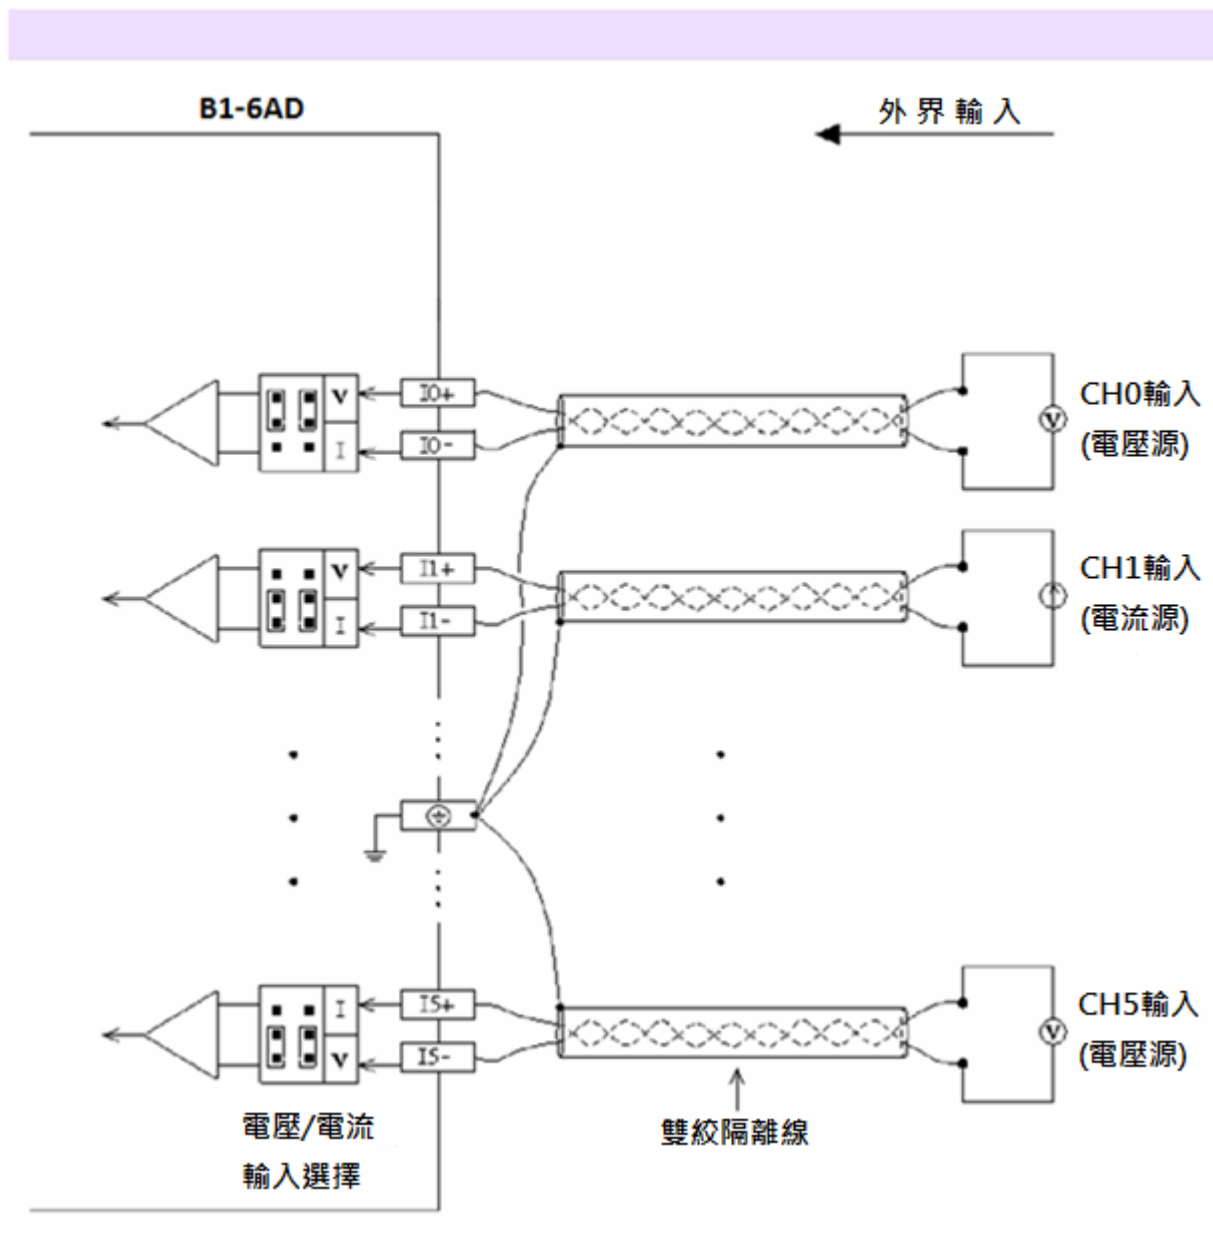 B1-6AD
外界輸入
V
I0+
I
I0-
CH0輸入
(電壓源)
V
V
I1+
I
I1-
CH1輸入
(電流源)
I
I5+
V
I5-
CH5輸入
(電壓源)
V
電壓/電流
輸入選擇
雙絞隔離線